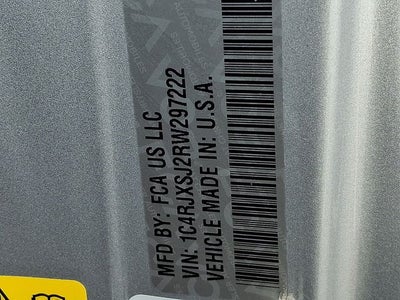 MFD BY: FCA US LLC
VIN: 1C4RJXSJ2RW297222
VEHICLE MADE IN: U.S.A.